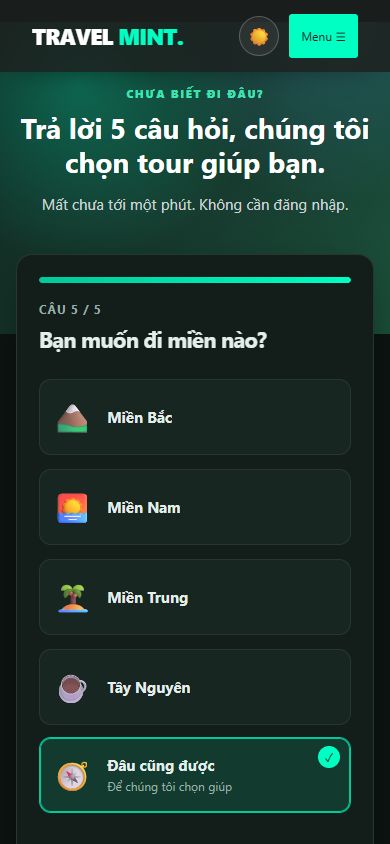 TRAVEL MINT.
Menu ☰
CHƯA BIẾT ĐI ĐÂU?
Trả lời 5 câu hỏi, chúng tôi
chọn tour giúp bạn.
Mất chưa tới một phút. Không cần đăng nhập.
CÂU 5 / 5
Bạn muốn đi miền nào?
Miền Bắc
Miền Nam
Miền Trung
Tây Nguyên
Đâu cũng được
Để chúng tôi chọn giúp